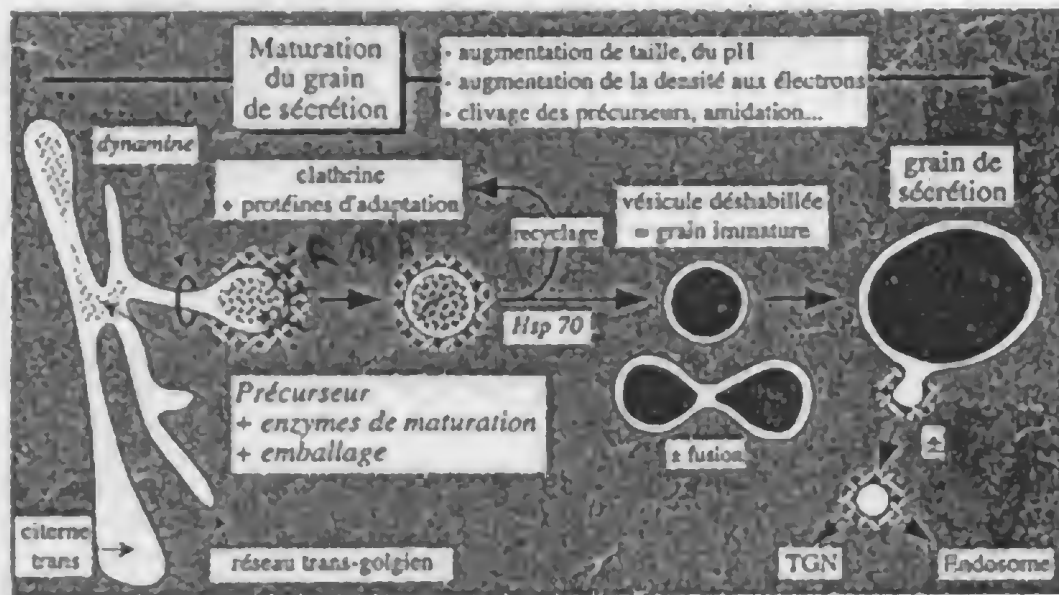 Maturation
du grain
de sécrétion
- augmentation de taille, du pH
- augmentation de la densité aux électrons
- clivage des précurseurs, amidation...
dynamine
clathrine
+ protéines d'adaptation
recyclage
vésicule déshabillée
= grain immature
grain de
sécrétion
Hsp 70
Précurseur
+ enzymes de maturation
+ emballage
± fusion
±
citerne
trans
réseau trans-golgien
TGN
Endosome